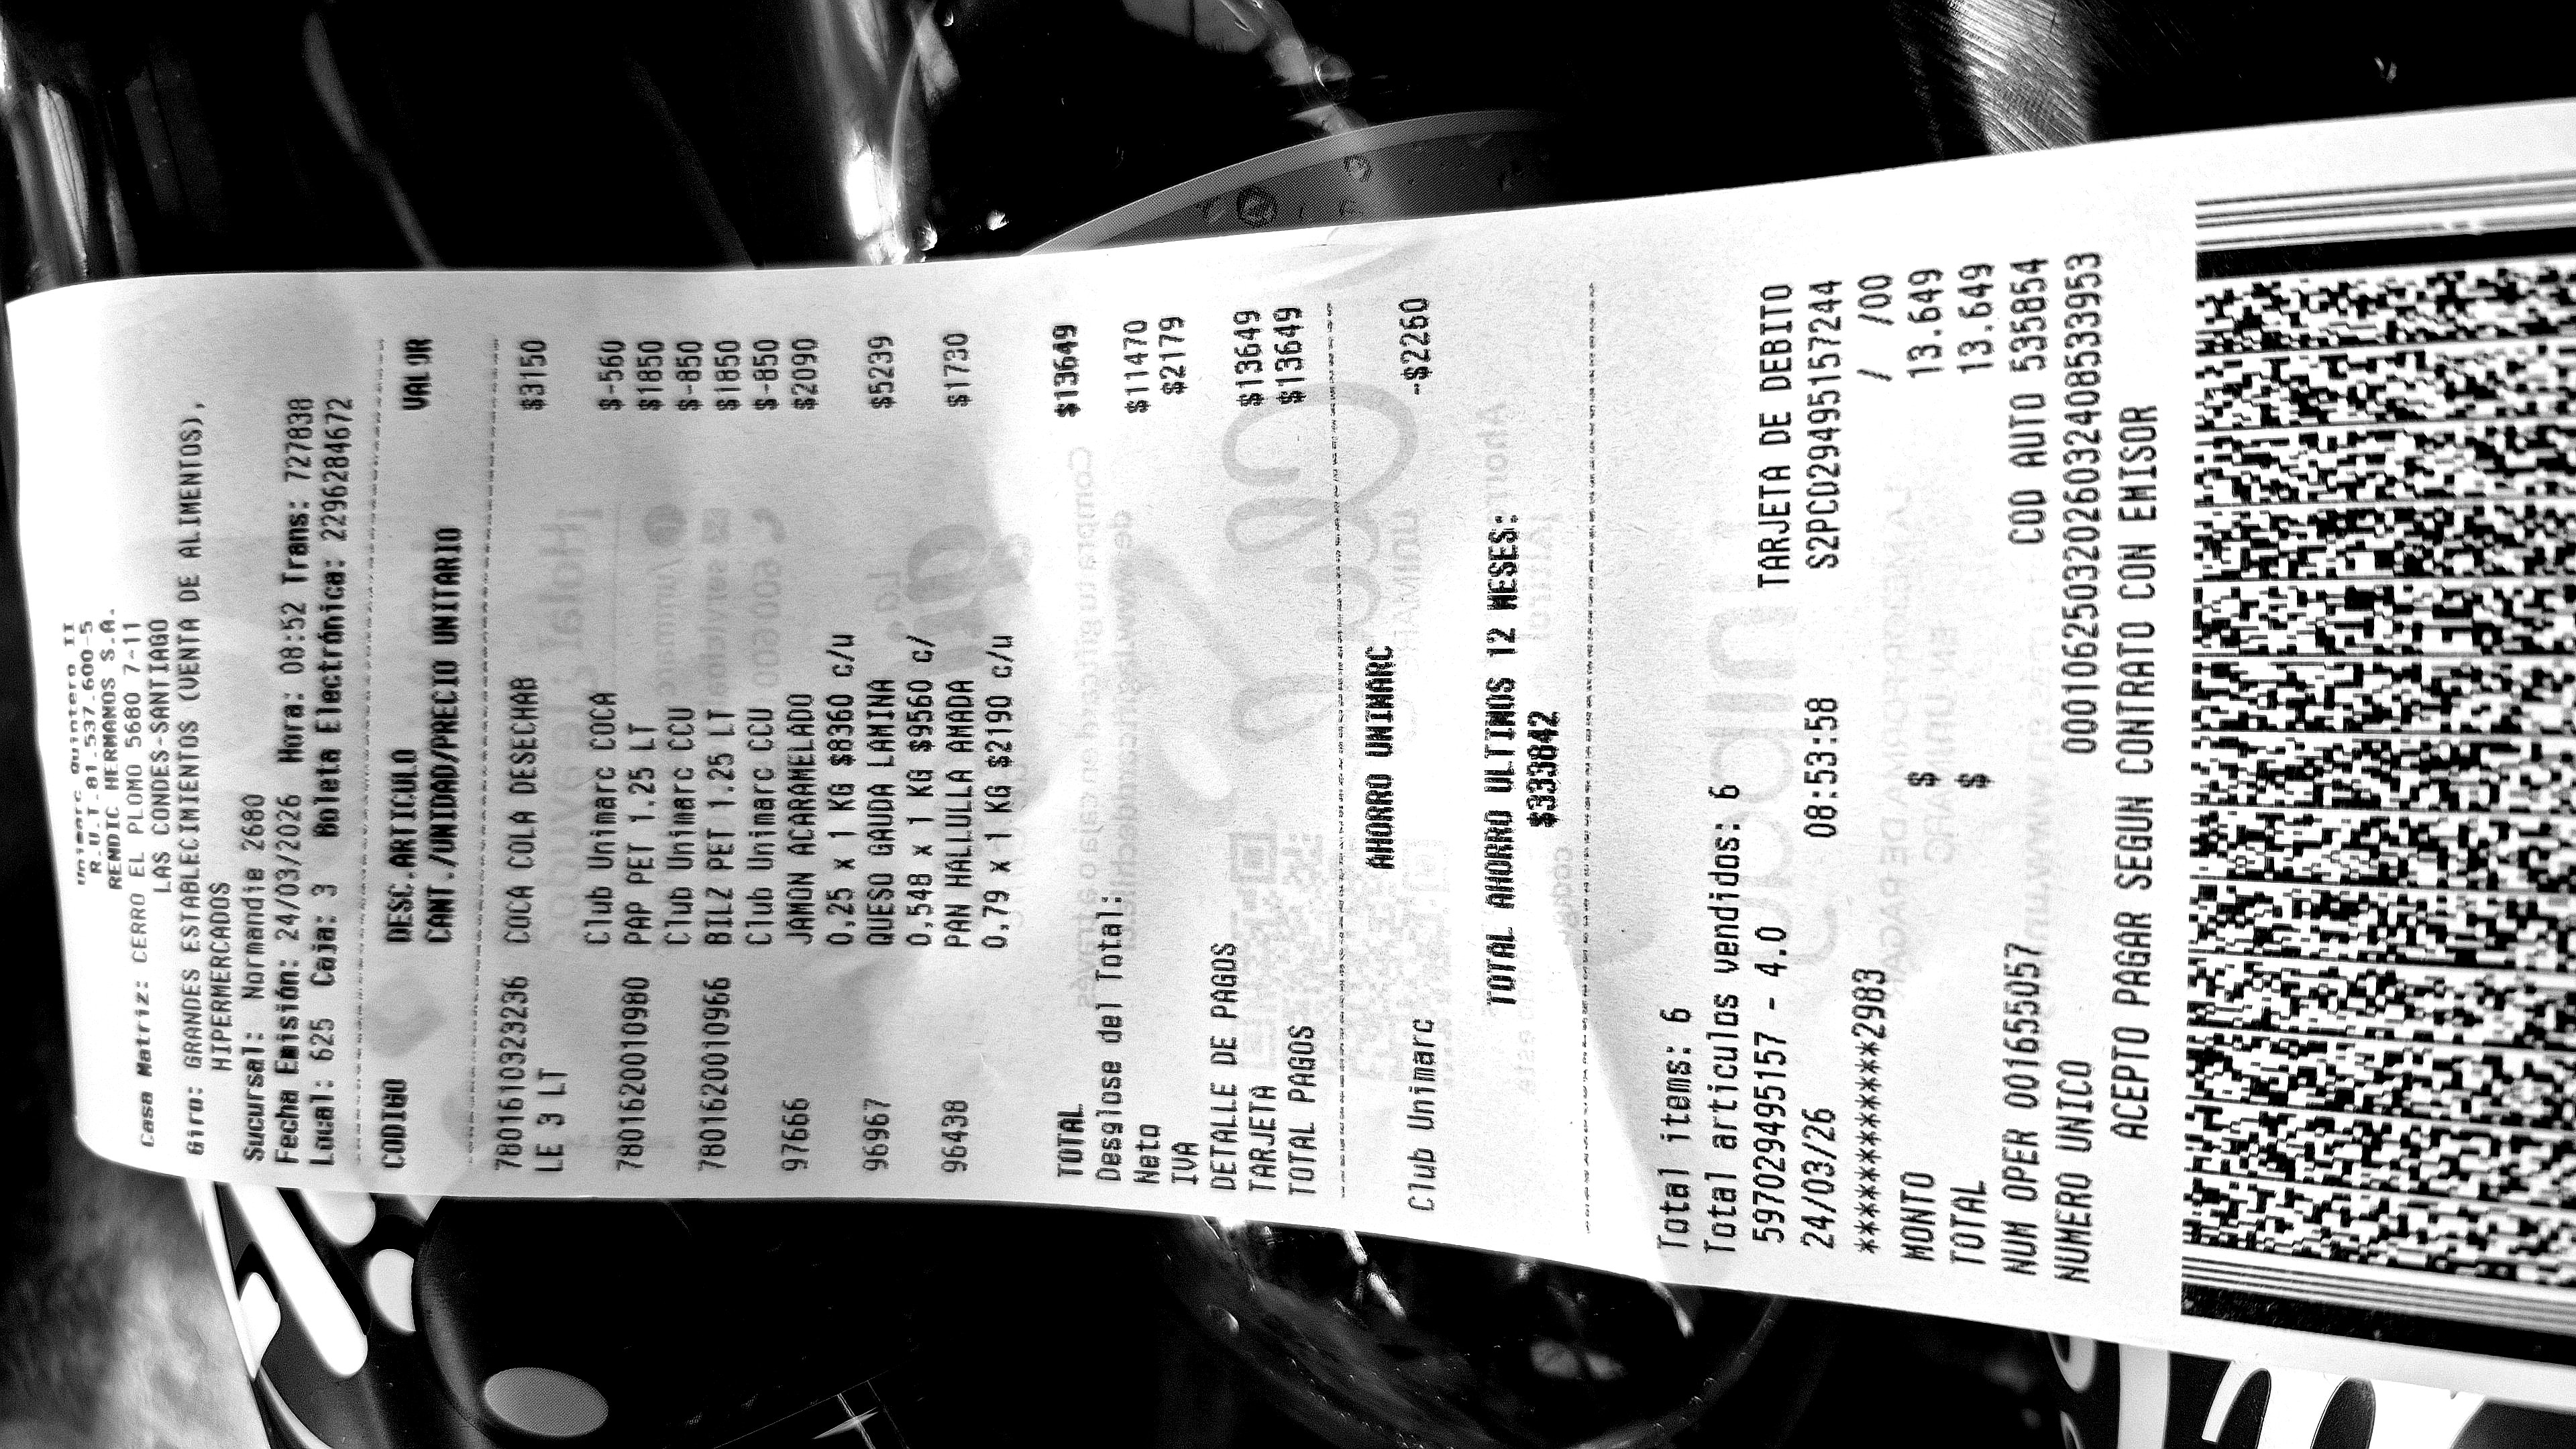 Unimarc Quintero II
R.U.T.81.537.600-5
RENDIC HERMANOS S.A.
Casa Matriz: CERRO EL PLOMO 5680 7-11
LAS CONDES-SANTIAGO
Giro: GRANDES ESTABLECIMIENTOS (VENTA DE ALIMENTOS),
HIPERMERCADOS
Sucursal: Normandie 2680
Fecha Emisión: 24/03/2026 Hora: 08:52 Trans: 727838
Local: 625 Caja: 3 Boleta Electrónica: 2296284672
CODIGO DESC.ARTICULO VALOR
CANT./UNIDAD/PRECIO UNITARIO
7801610323236 COCA COLA DESECHAB $3150
LE 3 LT
Club Unimarc COCA $-560
7801620010980 PAP PET 1.25 LT $1850
Club Unimarc CCU $-850
7801620010966 BILZ PET 1.25 LT $1850
Club Unimarc CCU $-850
97666 JAMON ACARAMELADO $2090
0,25 x 1 KG $8360 c/u
96967 QUESO GAUDA LAMINA $5239
0,548 x 1 KG $9560 c/
96438 PAN HALLULLA AMADA $1730
0,79 x 1 KG $2190 c/u
TOTAL $13649
Desglose del Total:
Neto $11470
IVA $2179
DETALLE DE PAGOS
TARJETA $13649
TOTAL PAGOS $13649
AHORRO UNIMARC
Club Unimarc -$2260
TOTAL AHORRO ULTIMOS 12 MESES:
$333842
Total items: 6
Total articulos vendidos: 6
597029495157 - 4.0 TARJETA DE DEBITO
24/03/26 08:53:58 S2PC029495157244
***************2983 / /00
MONTO $ 13.649
TOTAL $ 13.649
NUM OPER 001655057 COD AUTO 535854
NUMERO UNICO 00010625032026032408533953
ACEPTO PAGAR SEGUN CONTRATO CON EMISOR